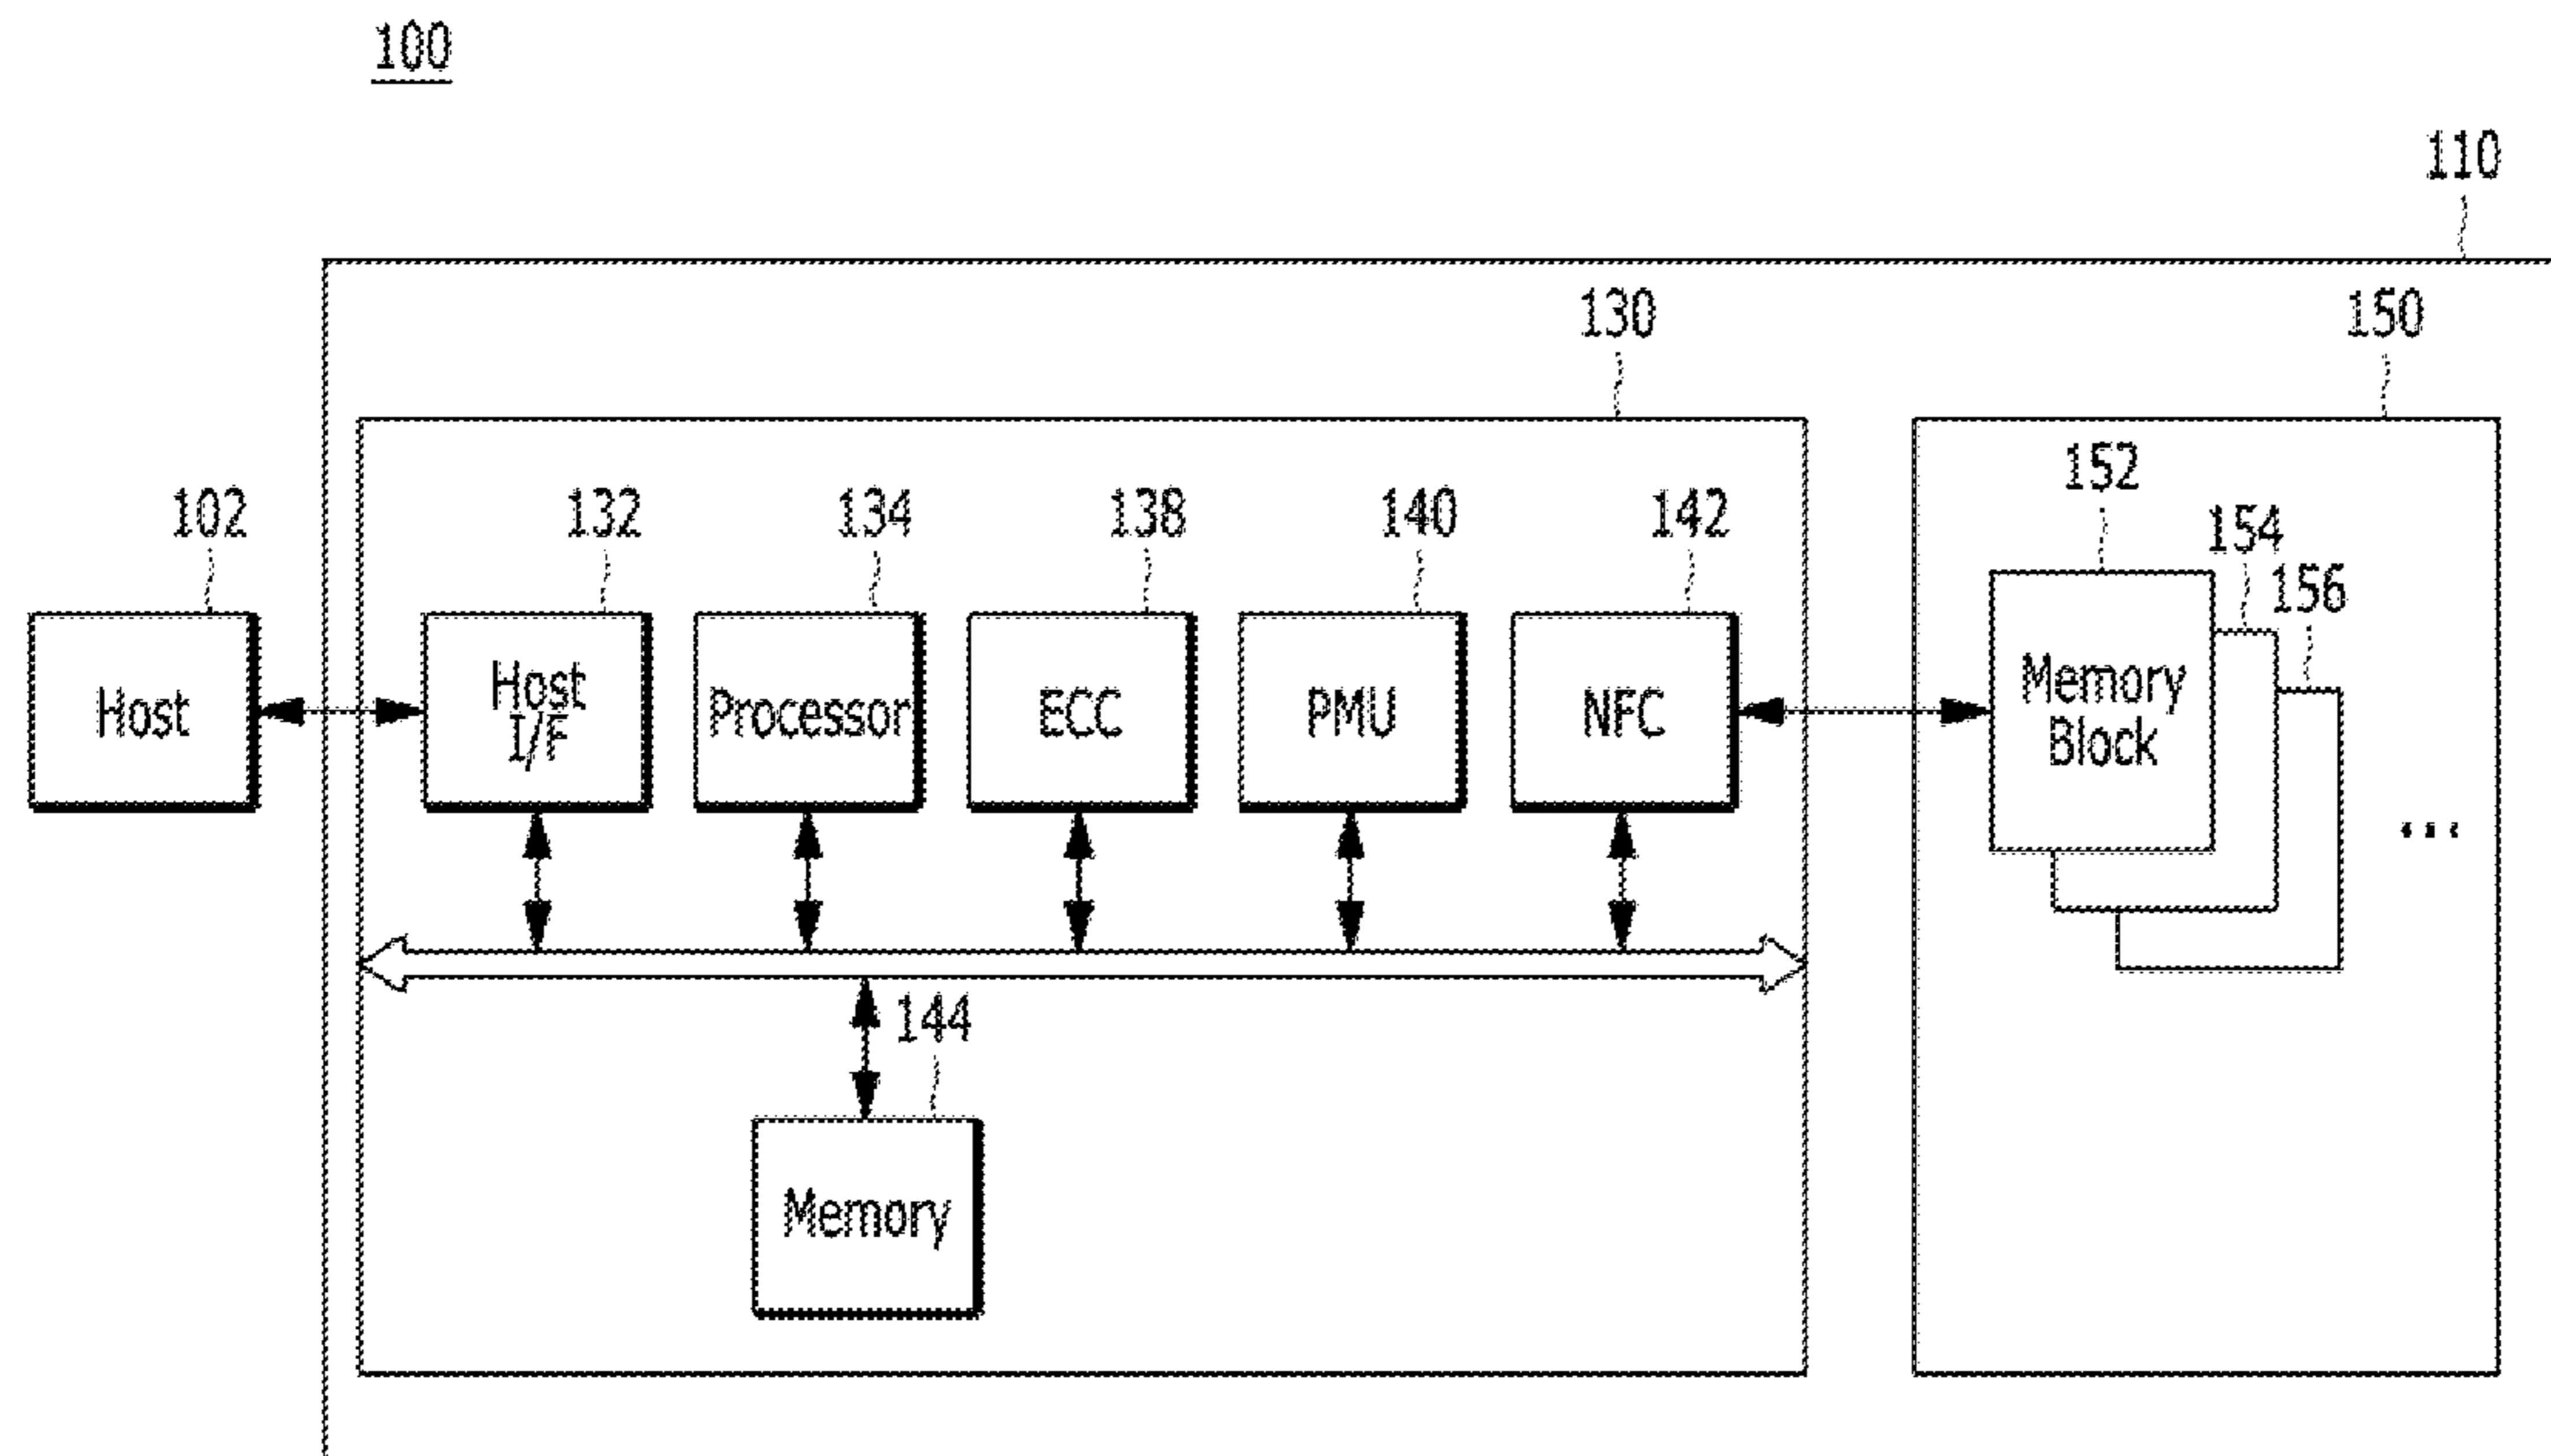 100
110
130
150
102
132
134
138
140
142
152
154
156
Host
Host
I/F
Processor
ECC
PMU
NFC
Memory
Block
...
144
Memory